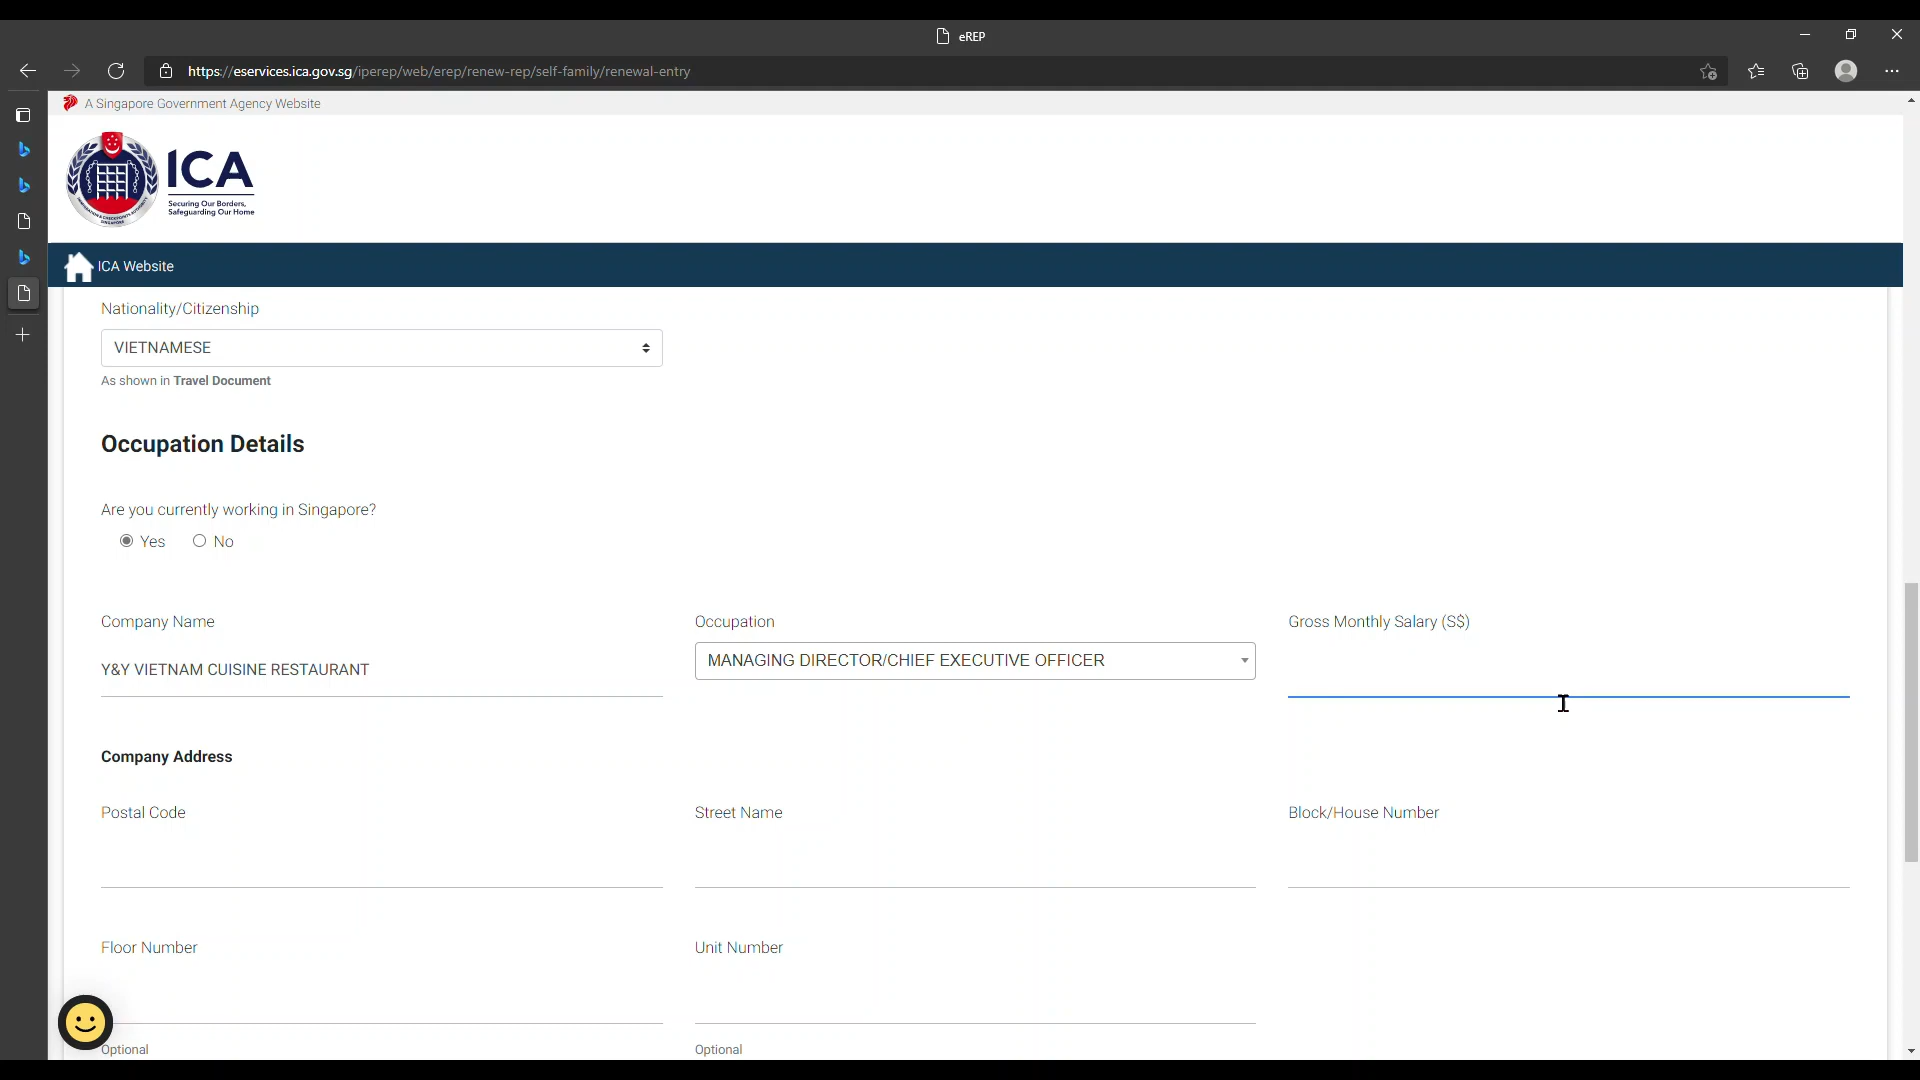 eREP
https://eservices.ica.gov.sg/iperep/web/erep/renew-rep/self-family/renewal-entry
A Singapore Government Agency Website
ICA
Securing Our Borders,
Safeguarding Our Home
ICA Website
Nationality/Citizenship
VIETNAMESE
As shown in Travel Document
Occupation Details
Are you currently working in Singapore?
Yes No
Company Name Occupation Gross Monthly Salary (S$)
Y&Y VIETNAM CUISINE RESTAURANT MANAGING DIRECTOR/CHIEF EXECUTIVE OFFICER
Company Address
Postal Code Street Name Block/House Number
Floor Number Unit Number
Optional Optional